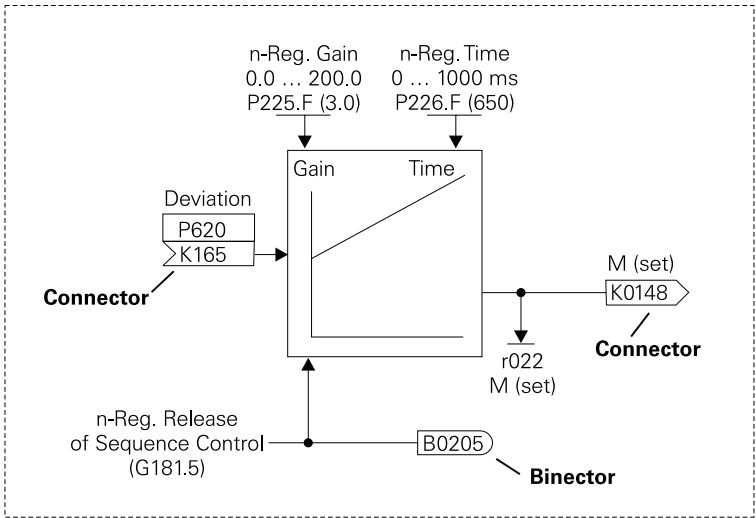 n-Reg. Gain
0.0 ... 200.0
P225.F (3.0)
n-Reg. Time
0 ... 1000 ms
P226.F (650)
Gain
Time
Deviation
P620
K165
Connector
M (set)
K0148
Connector
r022
M (set)
n-Reg. Release
of Sequence Control
(G181.5)
B0205
Binector